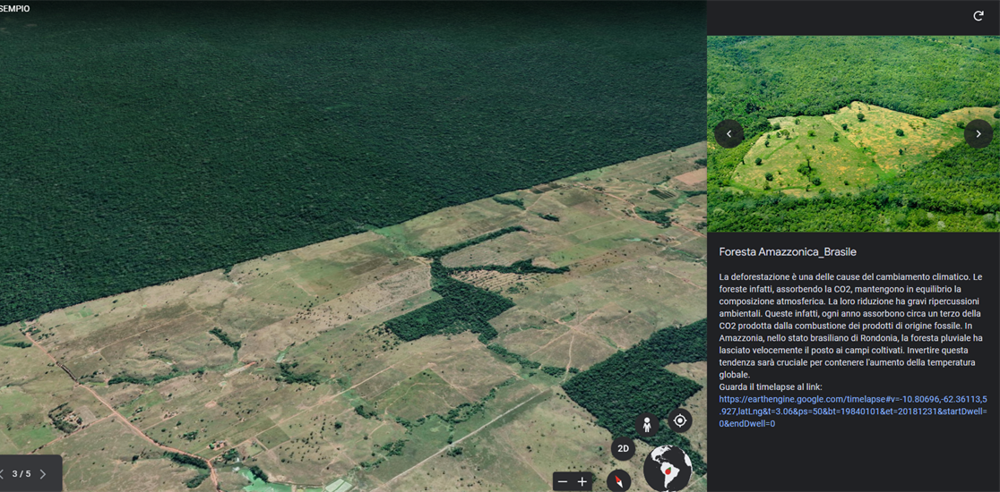 SEMPIO
Foresta Amazzonica_Brasile
La deforestazione è una delle cause del cambiamento climatico. Le
foreste infatti, assorbendo la CO2, mantengono in equilibrio la
composizione atmosferica. La loro riduzione ha gravi ripercussioni
ambientali. Queste infatti, ogni anno assorbono circa un terzo della
CO2 prodotta dalla combustione dei prodotti di origine fossile. In
Amazzonia, nello stato brasiliano di Rondonia, la foresta pluviale ha
lasciato velocemente il posto ai campi coltivati. Invertire questa
tendenza sarà cruciale per contenere l'aumento della temperatura
globale.
Guarda il timelapse al link:
https://earthengine.google.com/timelapse#v=-10.80696,-62.36113,5
.927,latLng&t=3.06&ps=50&bt=19840101&et=20181231&startDwell=
0&endDwell=0
2D
3 / 5